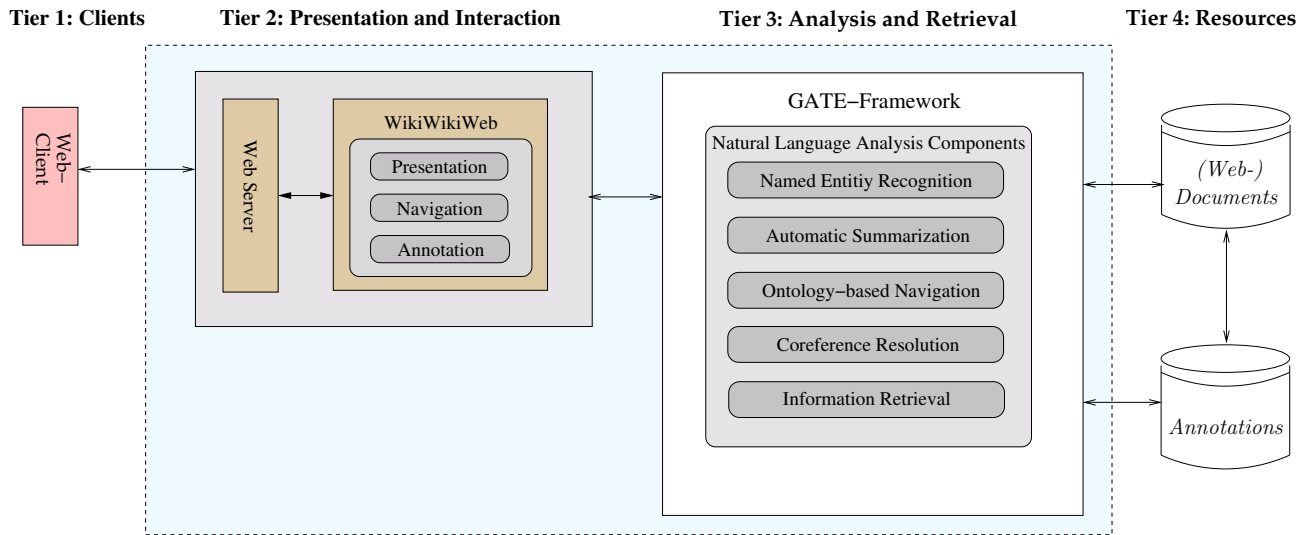 Tier 1: Clients
Tier 2: Presentation and Interaction
Tier 3: Analysis and Retrieval
Tier 4: Resources
Web-
Client
Web Server
WikiWikiWeb
Presentation
Navigation
Annotation
GATE-Framework
Natural Language Analysis Components
Named Entitiy Recognition
Automatic Summarization
Ontology-based Navigation
Coreference Resolution
Information Retrieval
(Web-)
Documents
Annotations